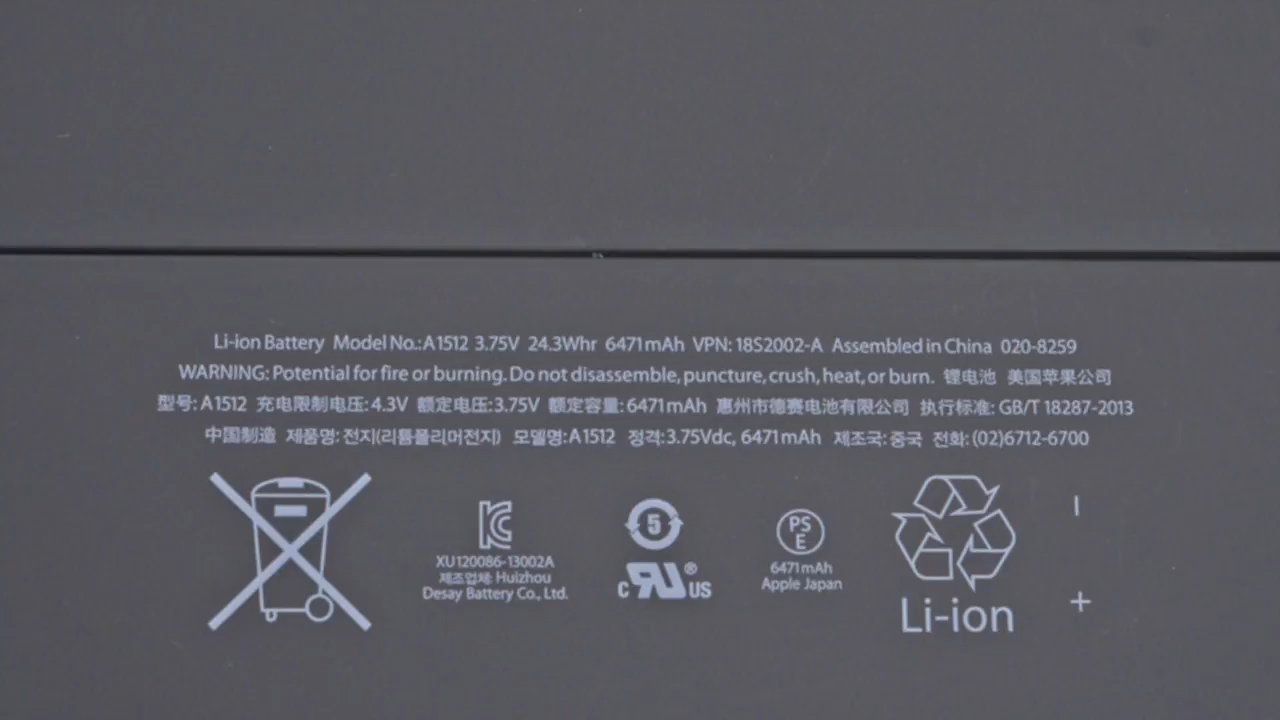 Li-ion Battery Model No.:A1512 3.75V 24.3Whr 6471mAh VPN: 18S2002-A Assembled in China 020-8259
WARNING: Potential for fire or burning. Do not disassemble, puncture, crush, heat, or burn. 锂电池 美国苹果公司
型号: A1512 充电限制电压: 4.3V 额定电压: 3.75V 额定容量: 6471mAh 惠州市德赛电池有限公司 执行标准: GB/T 18287-2013
中国制造 제품명: 전지(리튬폴리머전지) 모델명: A1512 정격: 3.75Vdc, 6471mAh 제조국: 중국 전화: (02)6712-6700
KC
XU120086-13002A
제조업체: Huizhou
Desay Battery Co., Ltd.
5
c RU ® US
PS
E
6471mAh
Apple Japan
Li-ion
–
+